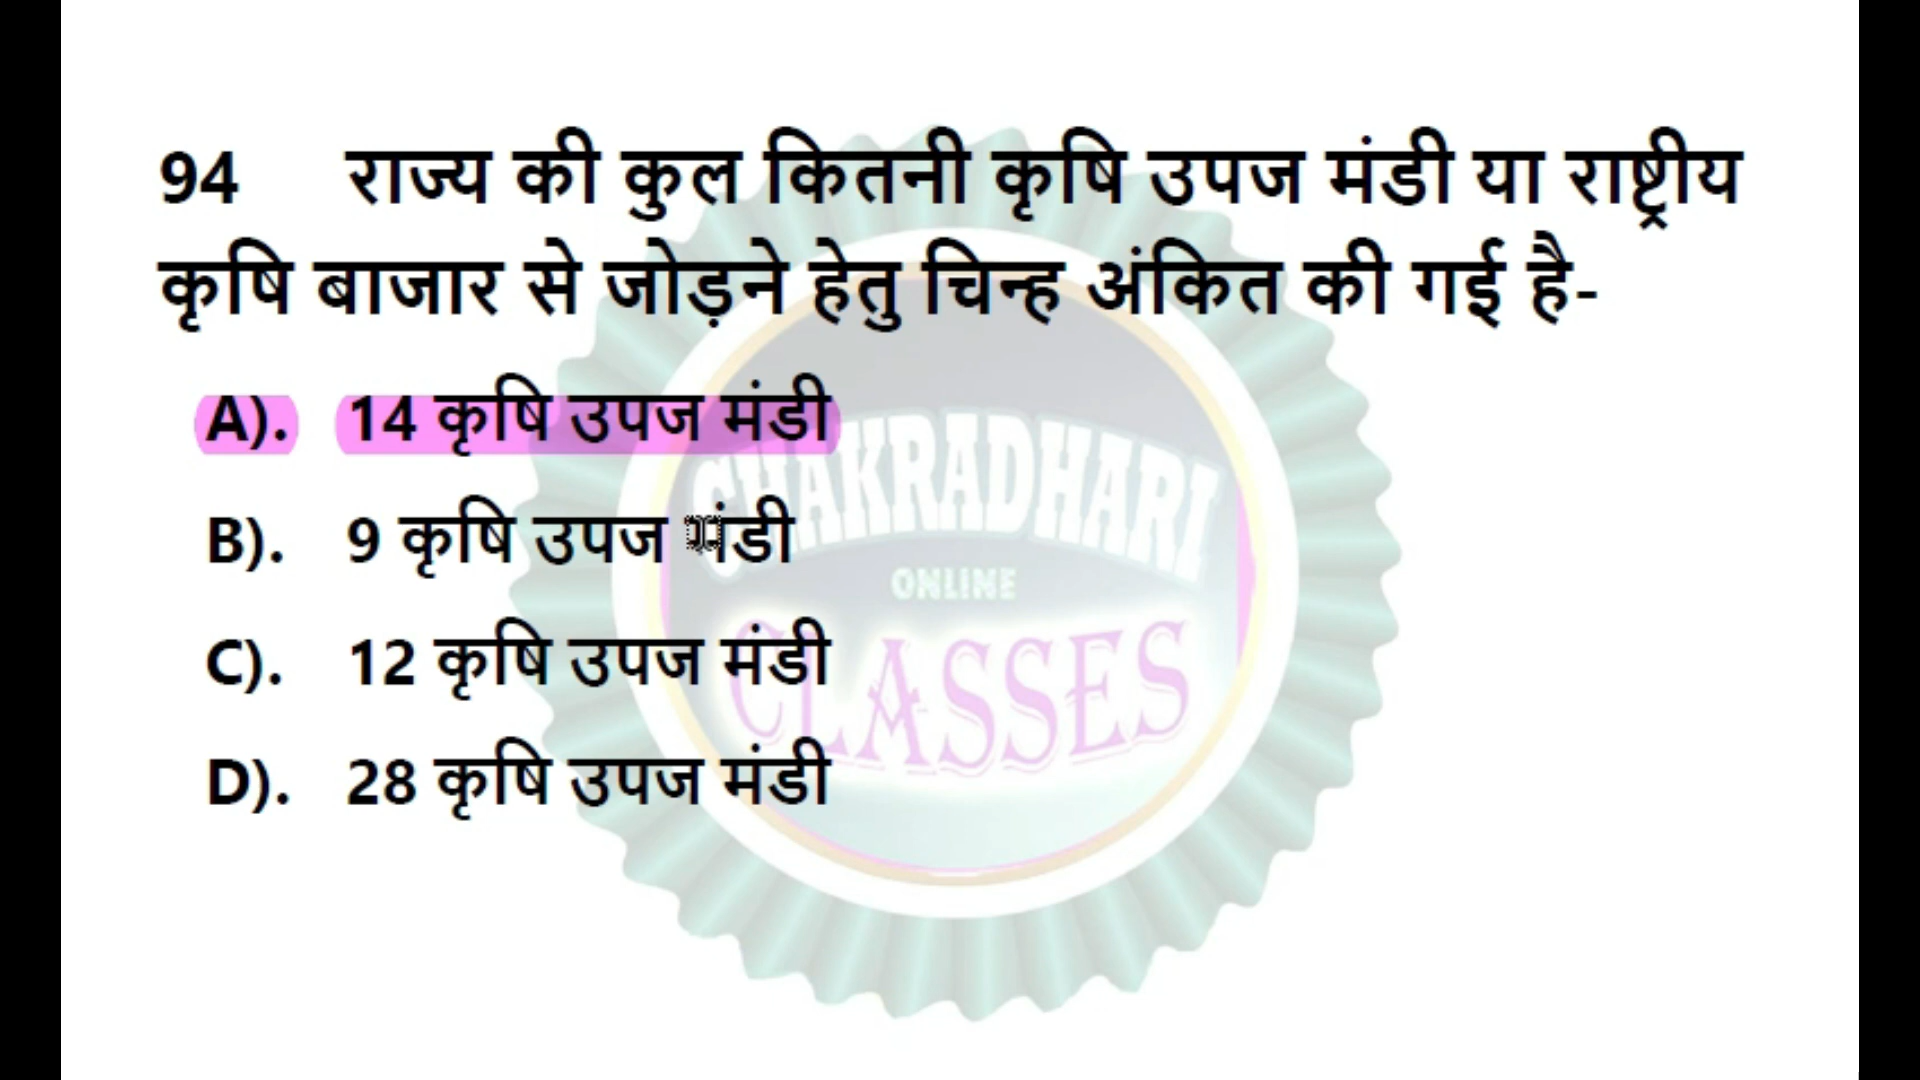 94 राज्य की कुल कितनी कृषि उपज मंडी या राष्ट्रीय
कृषि बाजार से जोड़ने हेतु चिन्ह अंकित की गई है-
A). 14 कृषि उपज मंडी
B). 9 कृषि उपज मंडी
C). 12 कृषि उपज मंडी
D). 28 कृषि उपज मंडी
CHAKRADHARI
ONLINE
CLASSES